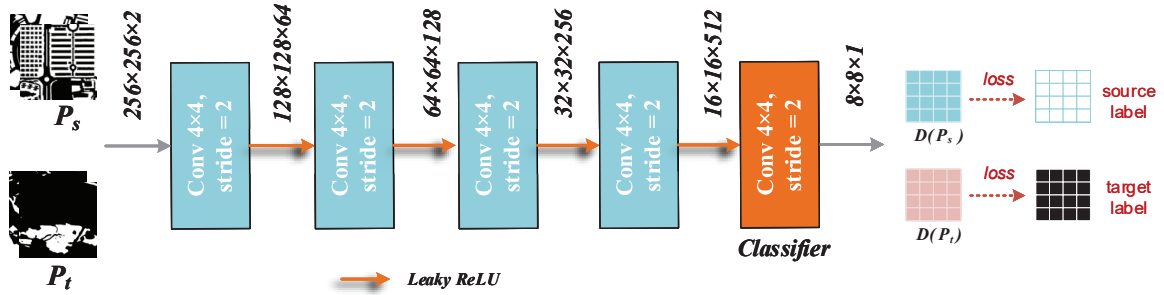 P_s
P_t
256×256×2
Conv 4×4,
stride = 2
128×128×64
Conv 4×4,
stride = 2
64×64×128
Conv 4×4,
stride = 2
32×32×256
Conv 4×4,
stride = 2
16×16×512
Conv 4×4,
stride = 2
Classifier
8×8×1
Leaky ReLU
D(P_s)
loss
source
label
D(P_t)
loss
target
label